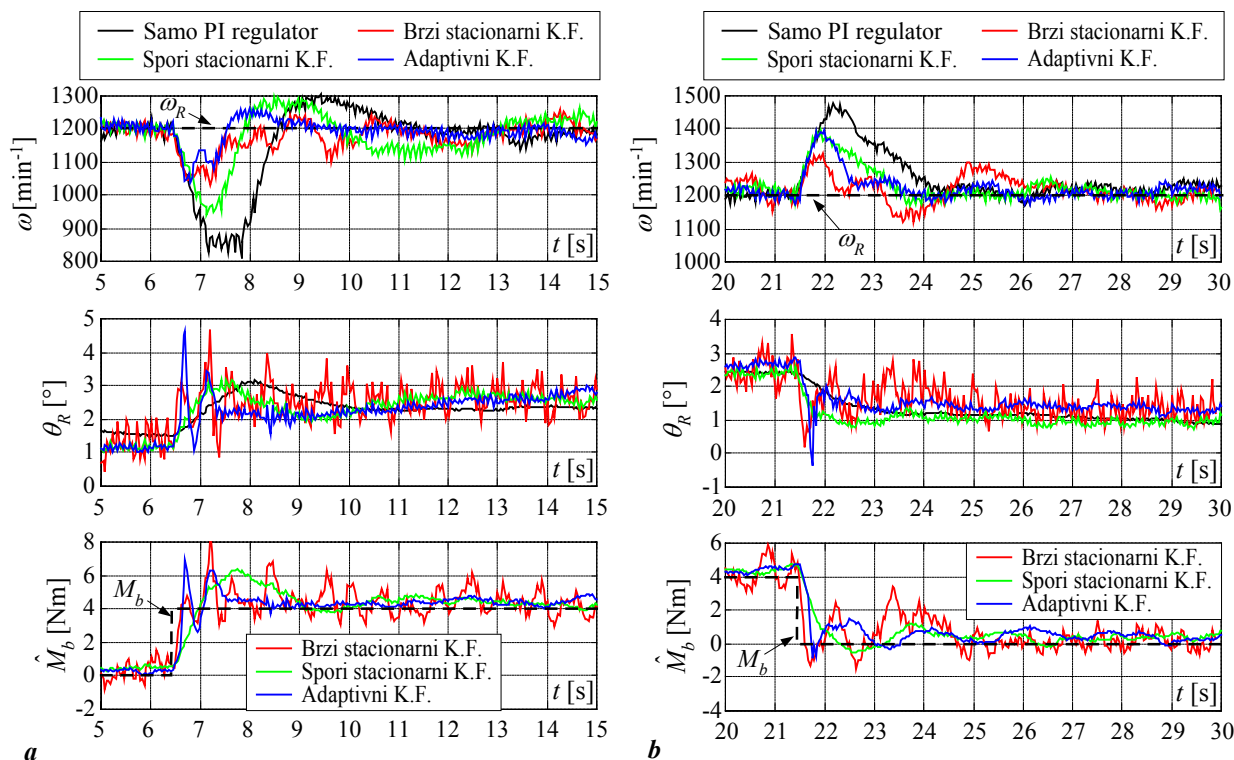 Samo PI regulator
Brzi stacionarni K.F.
Spori stacionarni K.F.
Adaptivni K.F.
1300
1200
1100
1000
900
800
ω [min⁻¹]
ω_R
t [s]
5 6 7 8 9 10 11 12 13 14 15
5
4
3
2
1
0
θ_R [°]
t [s]
5 6 7 8 9 10 11 12 13 14 15
8
6
4
2
0
-2
M̂_b [Nm]
M_b
Brzi stacionarni K.F.
Spori stacionarni K.F.
Adaptivni K.F.
t [s]
5 6 7 8 9 10 11 12 13 14 15
a
Samo PI regulator
Brzi stacionarni K.F.
Spori stacionarni K.F.
Adaptivni K.F.
1500
1400
1300
1200
1100
1000
ω [min⁻¹]
ω_R
t [s]
20 21 22 23 24 25 26 27 28 29 30
4
3
2
1
0
-1
θ_R [°]
t [s]
20 21 22 23 24 25 26 27 28 29 30
6
4
2
0
-2
-4
M̂_b [Nm]
M_b
Brzi stacionarni K.F.
Spori stacionarni K.F.
Adaptivni K.F.
t [s]
20 21 22 23 24 25 26 27 28 29 30
b